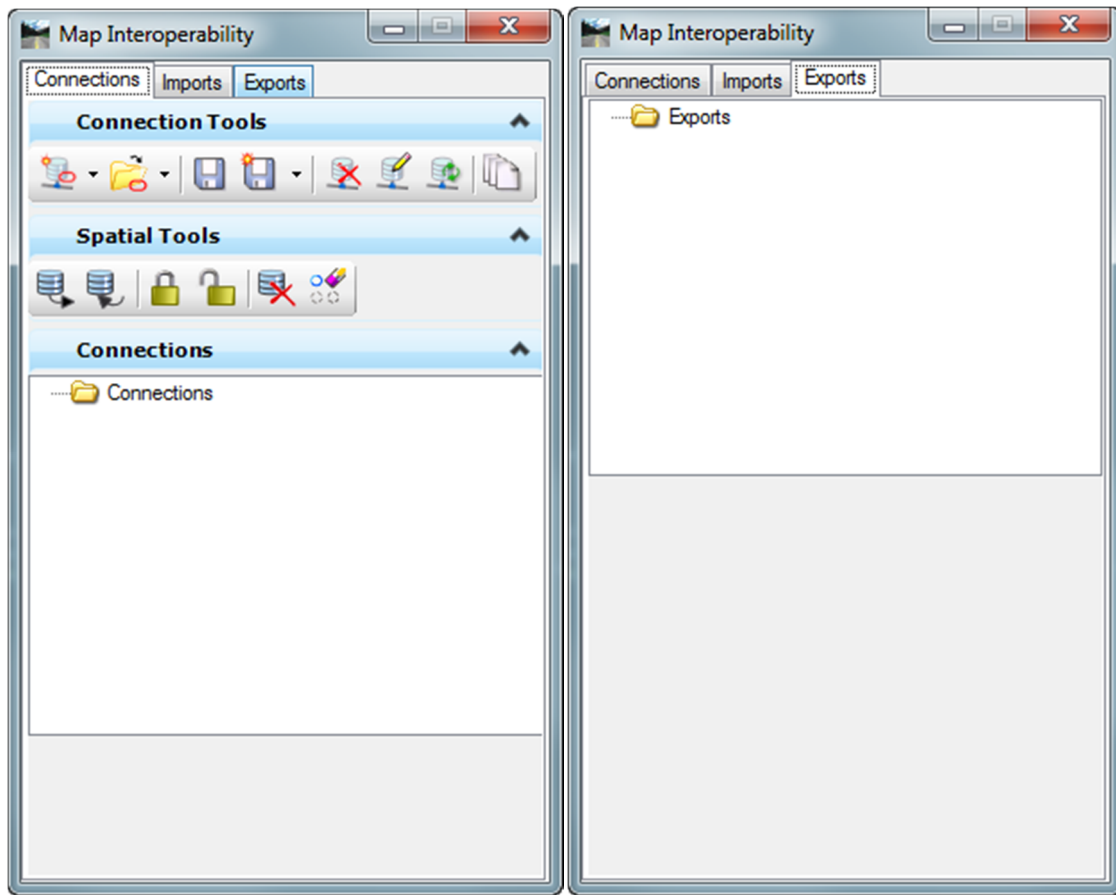 Map Interoperability
Connections Imports Exports
Connection Tools
Spatial Tools
Connections
Connections
Map Interoperability
Connections Imports Exports
Exports